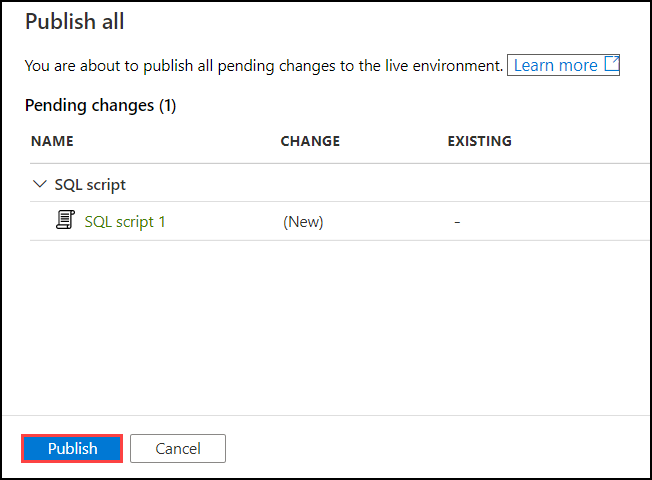 Publish all
You are about to publish all pending changes to the live environment. Learn more
Pending changes (1)
NAME CHANGE EXISTING
SQL script
SQL script 1 (New) -
Publish Cancel